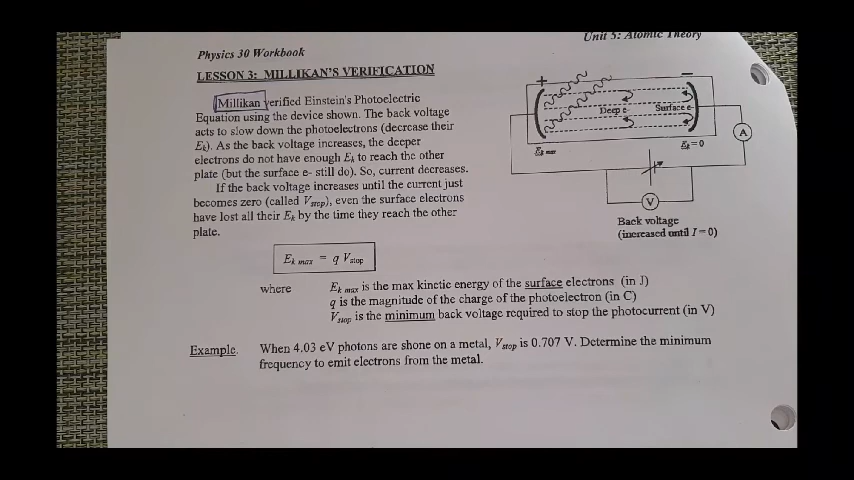 Unit 5: Atomic Theory
Physics 30 Workbook
LESSON 3: MILLIKAN'S VERIFICATION
Millikan verified Einstein's Photoelectric
Equation using the device shown. The back voltage
acts to slow down the photoelectrons (decrease their
Ek). As the back voltage increases, the deeper
electrons do not have enough Ek to reach the other
plate (but the surface e- still do). So, current decreases.
If the back voltage increases until the current just
becomes zero (called Vstop), even the surface electrons
have lost all their Ek by the time they reach the other
plate.
+ −
Deep e- Surface e-
A
Ek max Ek = 0
V
Back voltage
(increased until I = 0)
Ek max = q Vstop
where Ek max is the max kinetic energy of the surface electrons (in J)
q is the magnitude of the charge of the photoelectron (in C)
Vstop is the minimum back voltage required to stop the photocurrent (in V)
Example. When 4.03 eV photons are shone on a metal, Vstop is 0.707 V. Determine the minimum
frequency to emit electrons from the metal.